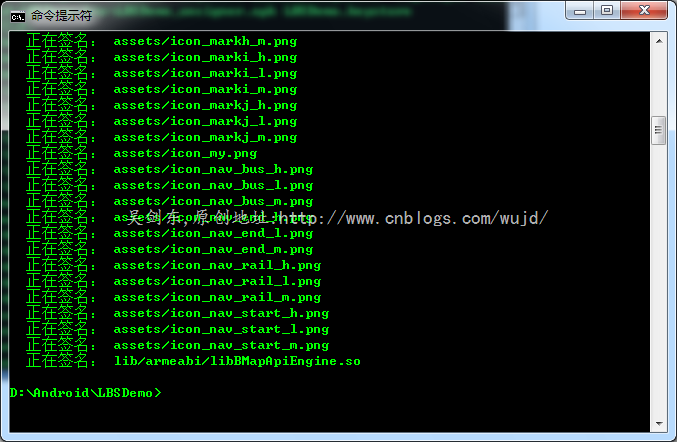 命令提示符
正在签名: assets/icon_markh_m.png
正在签名: assets/icon_marki_h.png
正在签名: assets/icon_marki_l.png
正在签名: assets/icon_marki_m.png
正在签名: assets/icon_markj_h.png
正在签名: assets/icon_markj_l.png
正在签名: assets/icon_markj_m.png
正在签名: assets/icon_my.png
正在签名: assets/icon_nav_bus_h.png
正在签名: assets/icon_nav_bus_l.png
正在签名: assets/icon_nav_bus_m.png
正在签名: assets/icon_nav_end_h.png
吴剑东,原创地址:http://www.cnblogs.com/wujd/
正在签名: assets/icon_nav_end_l.png
正在签名: assets/icon_nav_end_m.png
正在签名: assets/icon_nav_rail_h.png
正在签名: assets/icon_nav_rail_l.png
正在签名: assets/icon_nav_rail_m.png
正在签名: assets/icon_nav_start_h.png
正在签名: assets/icon_nav_start_l.png
正在签名: assets/icon_nav_start_m.png
正在签名: lib/armeabi/libBMapApiEngine.so
D:\Android\LBSDemo>